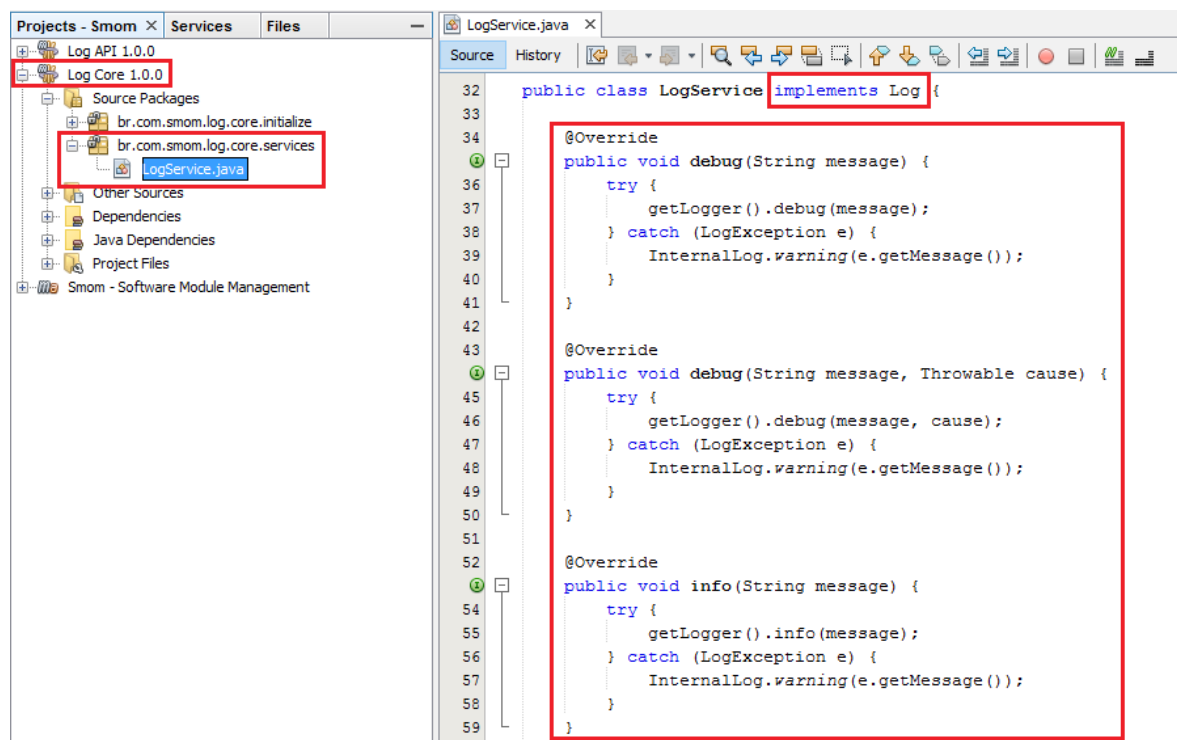 Projects - Smom × Services Files
Log API 1.0.0
Log Core 1.0.0
Source Packages
br.com.smom.log.core.initialize
br.com.smom.log.core.services
LogService.java
Other Sources
Dependencies
Java Dependencies
Project Files
Smom - Software Module Management
LogService.java ×
Source History
32 public class LogService implements Log {
33
34 @Override
public void debug(String message) {
36 try {
37 getLogger().debug(message);
38 } catch (LogException e) {
39 InternalLog.warning(e.getMessage());
40 }
41 }
42
43 @Override
public void debug(String message, Throwable cause) {
45 try {
46 getLogger().debug(message, cause);
47 } catch (LogException e) {
48 InternalLog.warning(e.getMessage());
49 }
50 }
51
52 @Override
public void info(String message) {
54 try {
55 getLogger().info(message);
56 } catch (LogException e) {
57 InternalLog.warning(e.getMessage());
58 }
59 }